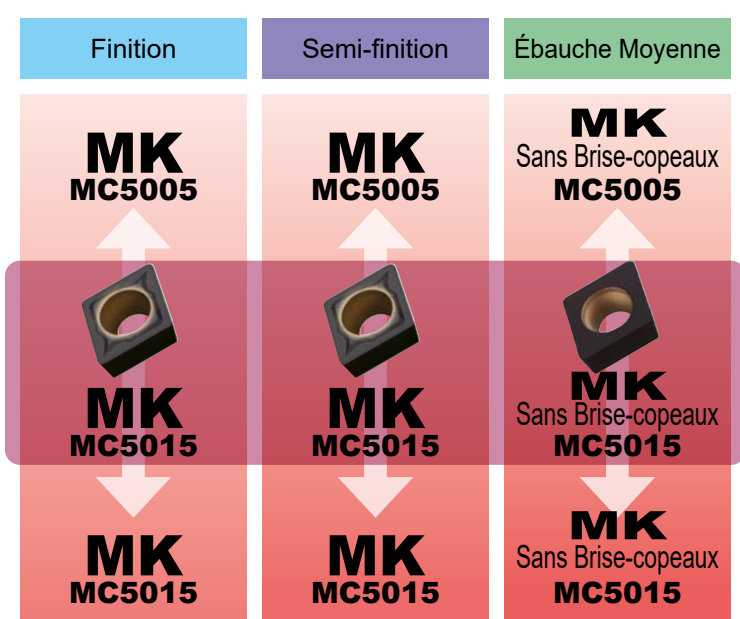 Finition
Semi-finition
Ébauche Moyenne
MK
MC5005
MK
MC5005
MK
Sans Brise-copeaux
MC5005
MK
MC5015
MK
MC5015
MK
Sans Brise-copeaux
MC5015
MK
MC5015
MK
MC5015
MK
Sans Brise-copeaux
MC5015